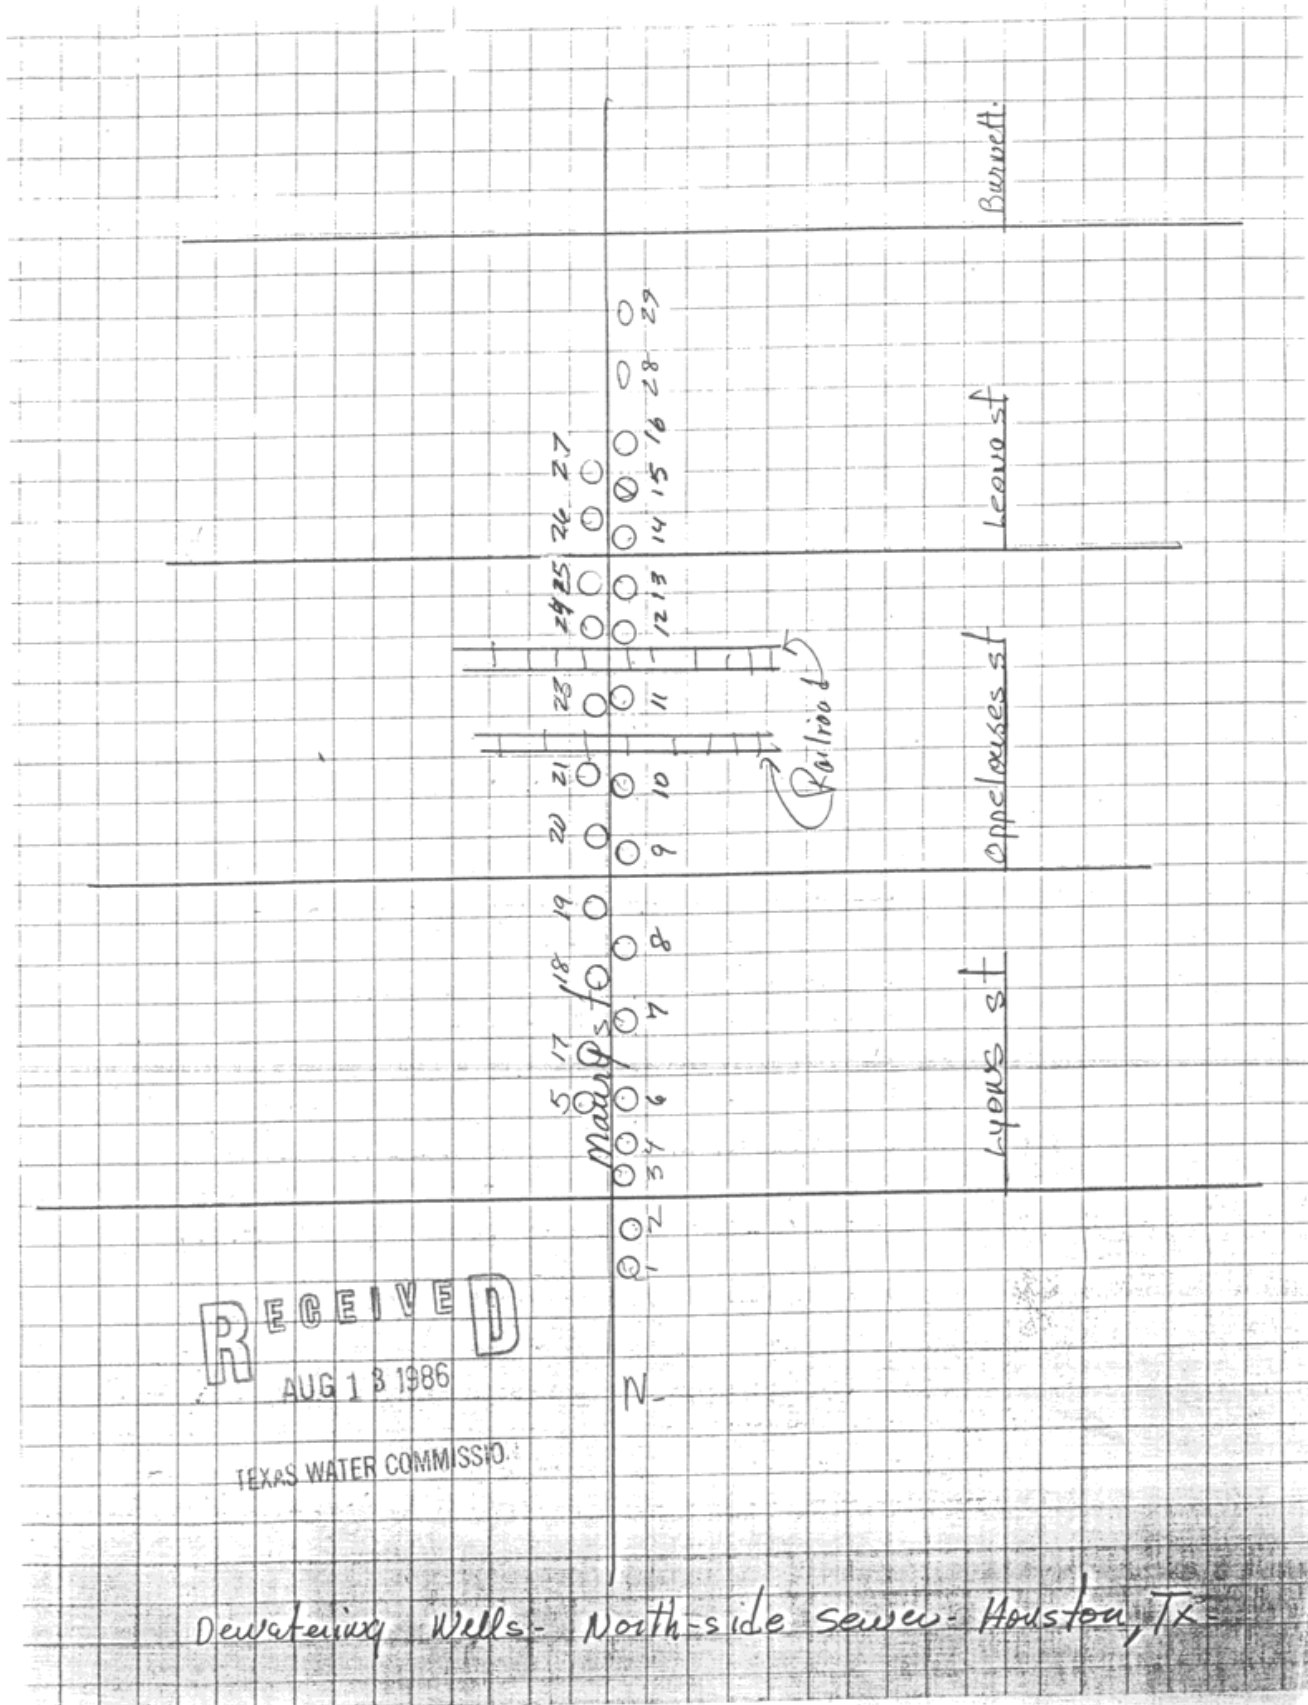 Burnett.
29
28
16
27
15
26
14
Leona st
25
13
24
12
Oppelouses st
23
11
Railroad
21
10
20
9
19
8
18
7
17
Maury st
5
6
4
3
Lyons st
2
1
RECEIVED
AUG 13 1986
N-
TEXAS WATER COMMISSIO
Dewatering Wells - North-side sewer - Houston, TX -